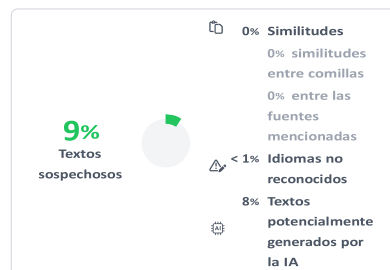 9%
Textos
sospechosos
0% Similitudes
0% similitudes
entre comillas
0% entre las
fuentes
mencionadas
< 1% Idiomas no
reconocidos
8% Textos
potencialmente
generados por
la IA
AI